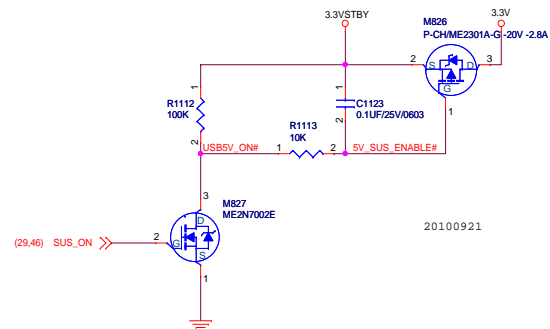 3.3VSTBY
3.3V
M826
P-CH/ME2301A-G -20V -2.8A
2
S
D
3
G
1
1
R1112
100K
2
1
C1123
0.1UF/25V/0603
2
R1113
10K
USB5V_ON#
1
2
5V_SUS_ENABLE#
3
M827
ME2N7002E
D
(29,46) SUS_ON
2
G
S
1
20100921